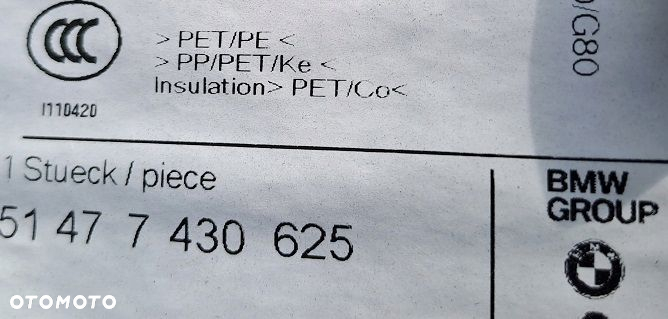 CCC
> PET/PE <
> PP/PET/Ke <
Insulation> PET/Co<
I110420
/G80
1 Stueck / piece
51 47 7 430 625
BMW
GROUP
OTOMOTO